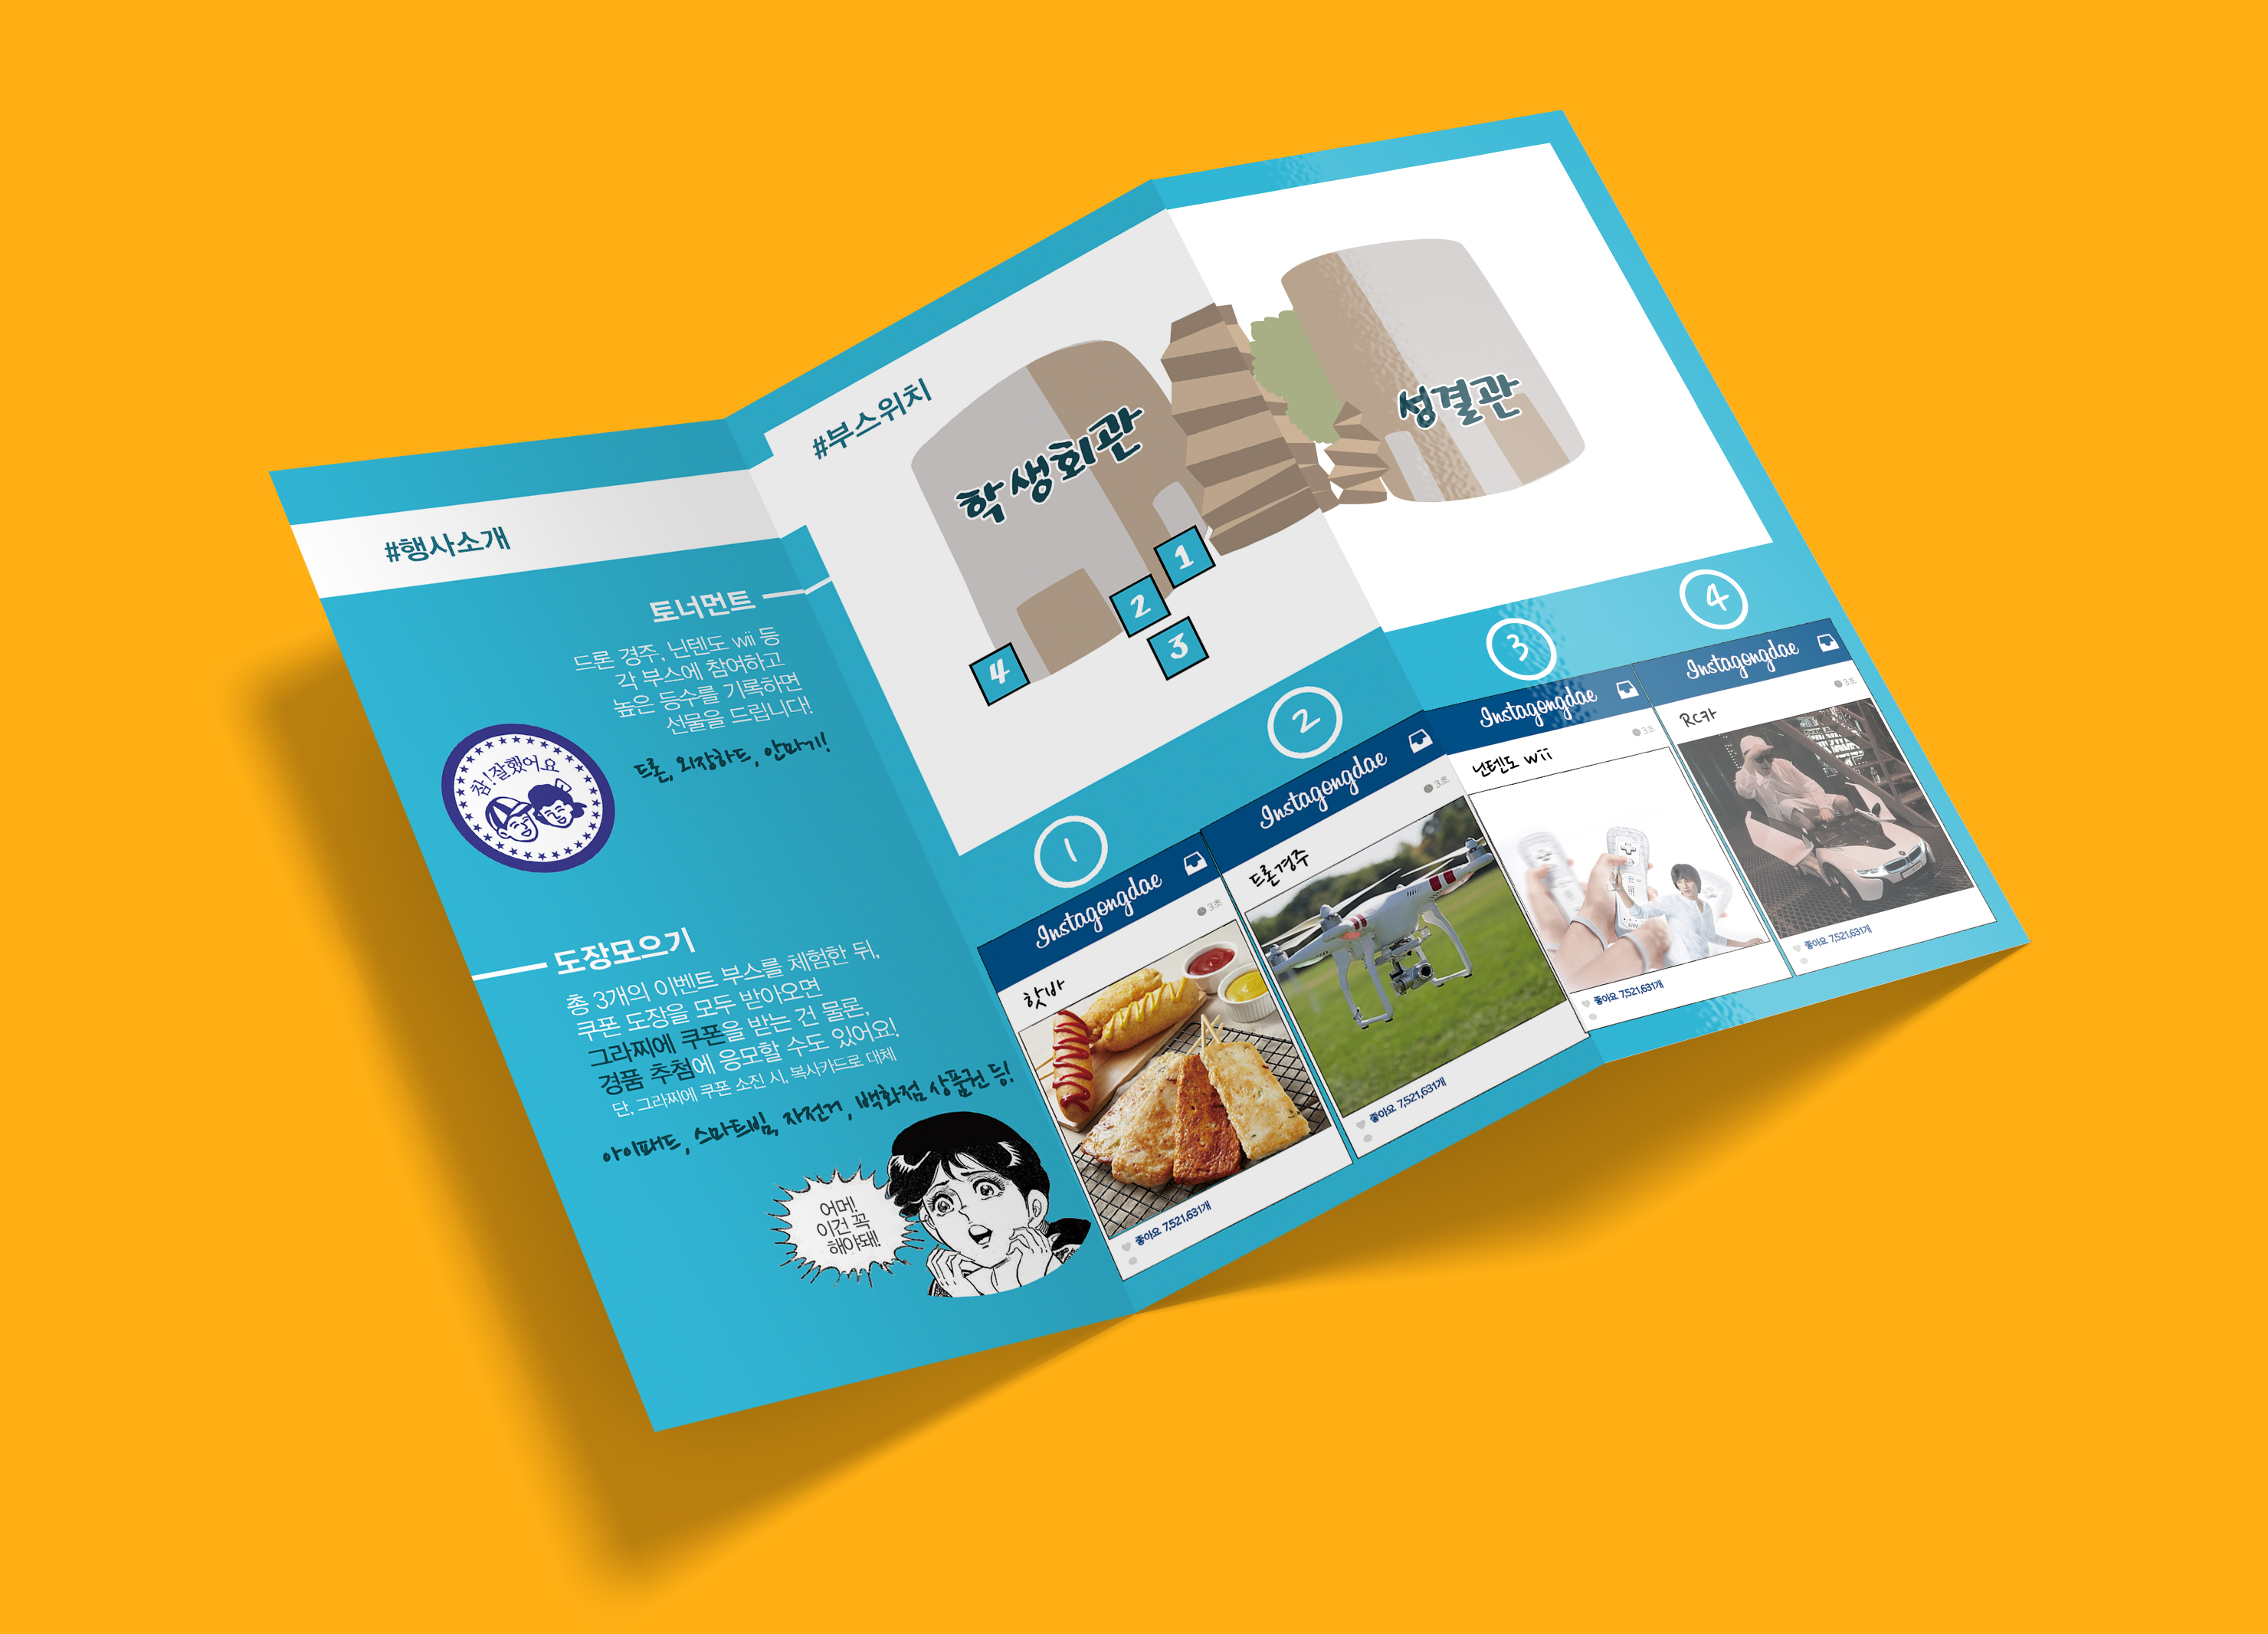 #행사소개
토너먼트
드론 경주, 닌텐도 wii 등
각 부스에 참여하고
높은 등수를 기록하면
선물을 드립니다!
드론, 외장하드, 안마기!
참! 잘했어요
도장모으기
총 3개의 이벤트 부스를 체험한 뒤,
쿠폰 도장을 모두 받아오면
그라찌에 쿠폰을 받는 건 물론,
경품 추첨에 응모할 수도 있어요!
단, 그라찌에 쿠폰 소진 시, 복사카드로 대체
아이패드, 스마트빔, 자전거, 백화점 상품권 등!
어머!
이건 꼭
해야돼!
#부스위치
학생회관
성결관
1
2
3
4
1
Instagongdae
3초
핫바
좋아요 7,521,631개
2
Instagongdae
3초
드론경주
좋아요 7,521,631개
3
Instagongdae
3초
닌텐도 wii
좋아요 7,521,631개
4
Instagongdae
3초
RC카
좋아요 7,521,631개